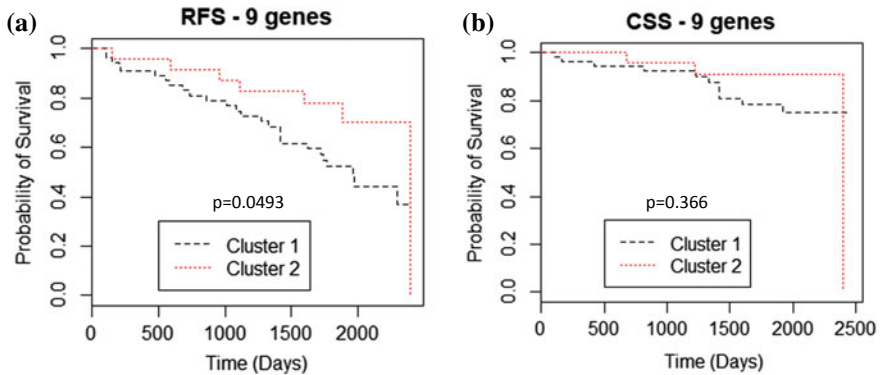 (a)
RFS - 9 genes
Probability of Survival
1.0
0.8
0.6
0.4
0.2
0.0
p=0.0493
Cluster 1
Cluster 2
0 500 1000 1500 2000
Time (Days)
(b)
CSS - 9 genes
Probability of Survival
1.0
0.8
0.6
0.4
0.2
0.0
p=0.366
Cluster 1
Cluster 2
0 500 1000 1500 2000 2500
Time (Days)